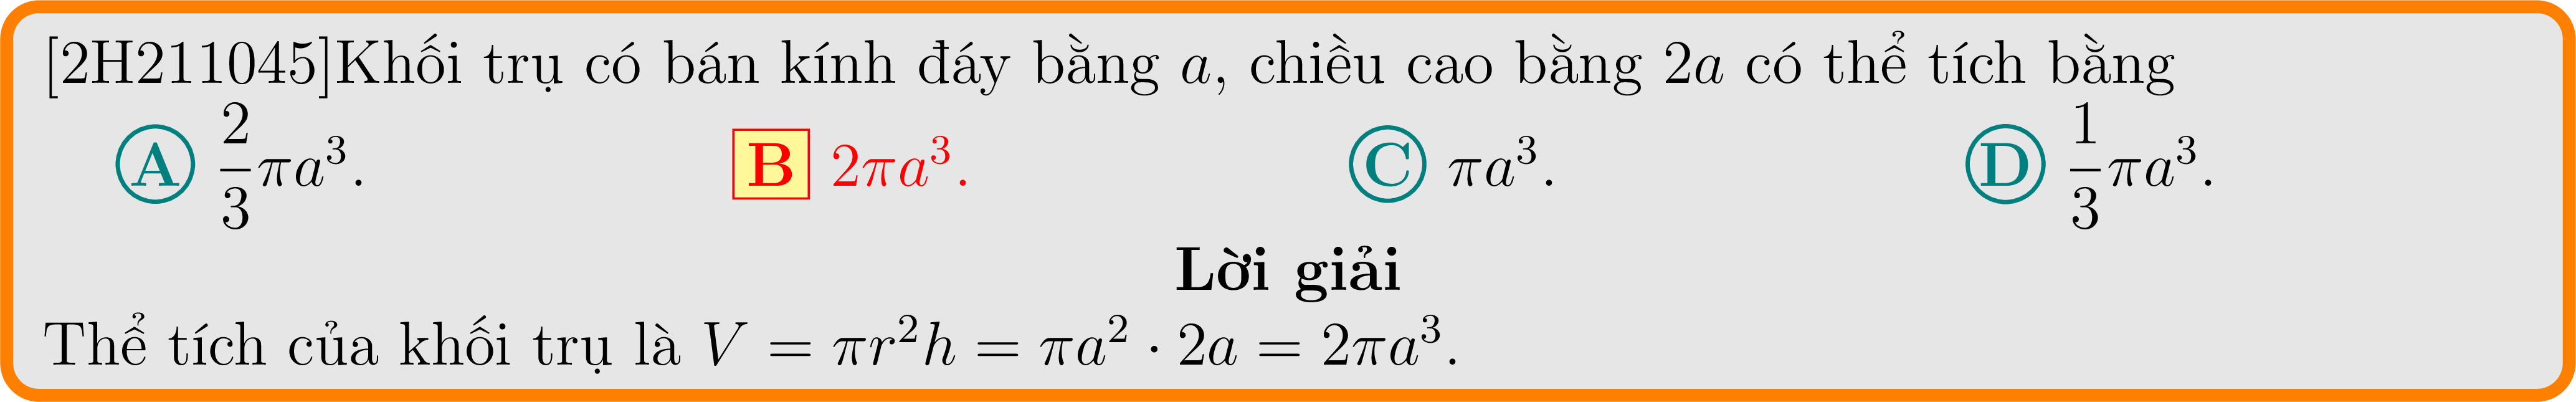 [2H211045]Khối trụ có bán kính đáy bằng a, chiều cao bằng 2a có thể tích bằng
A $\dfrac{2}{3}\pi a^3$. B $2\pi a^3$. C $\pi a^3$. D $\dfrac{1}{3}\pi a^3$.
Lời giải
Thể tích của khối trụ là $V = \pi r^2 h = \pi a^2 \cdot 2a = 2\pi a^3$.